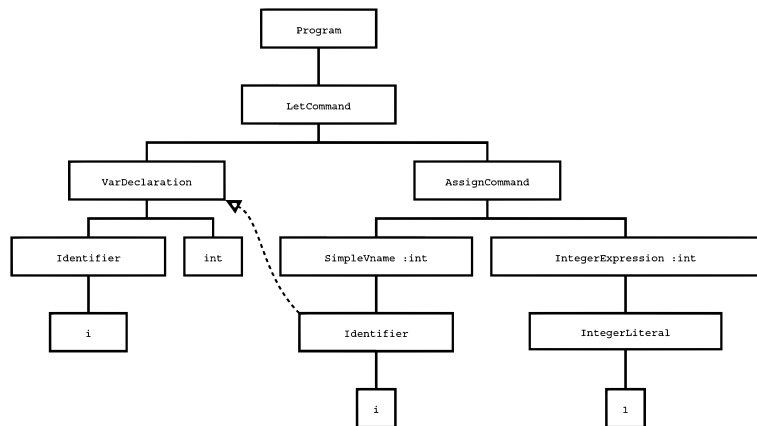 Program
LetCommand
VarDeclaration
AssignCommand
Identifier
int
SimpleVname :int
IntegerExpression :int
i
Identifier
IntegerLiteral
i
1